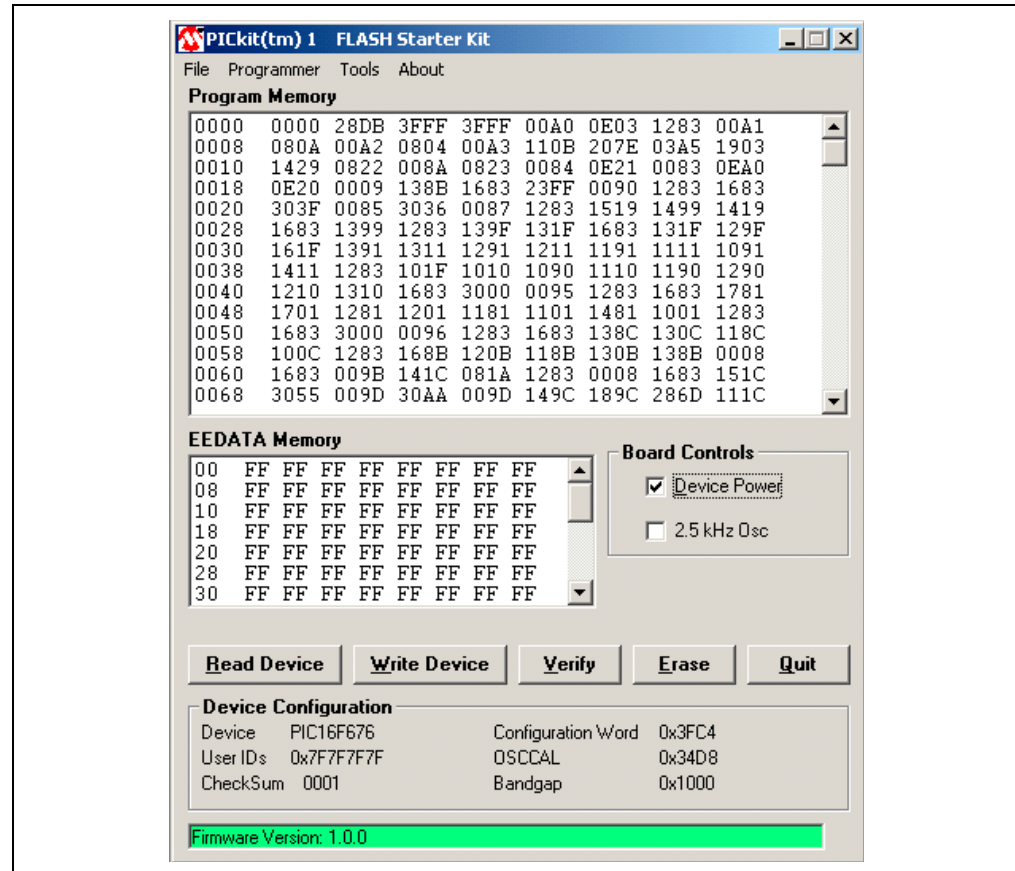 PICkit(tm) 1 FLASH Starter Kit
File Programmer Tools About
Program Memory
0000 0000 28DB 3FFF 3FFF 00A0 0E03 1283 00A1
0008 080A 00A2 0804 00A3 110B 207E 03A5 1903
0010 1429 0822 008A 0823 0084 0E21 0083 0EA0
0018 0E20 0009 138B 1683 23FF 0090 1283 1683
0020 303F 0085 3036 0087 1283 1519 1499 1419
0028 1683 1399 1283 139F 131F 1683 131F 129F
0030 161F 1391 1311 1291 1211 1191 1111 1091
0038 1411 1283 101F 1010 1090 1110 1190 1290
0040 1210 1310 1683 3000 0095 1283 1683 1781
0048 1701 1281 1201 1181 1101 1481 1001 1283
0050 1683 3000 0096 1283 1683 138C 130C 118C
0058 100C 1283 168B 120B 118B 130B 138B 0008
0060 1683 009B 141C 081A 1283 0008 1683 151C
0068 3055 009D 30AA 009D 149C 189C 286D 111C
EEDATA Memory
00 FF FF FF FF FF FF FF FF
08 FF FF FF FF FF FF FF FF
10 FF FF FF FF FF FF FF FF
18 FF FF FF FF FF FF FF FF
20 FF FF FF FF FF FF FF FF
28 FF FF FF FF FF FF FF FF
30 FF FF FF FF FF FF FF FF
Board Controls
Device Power
2.5 kHz Osc
Read Device Write Device Verify Erase Quit
Device Configuration
Device PIC16F676 Configuration Word 0x3FC4
User IDs 0x7F7F7F7F OSCCAL 0x34D8
CheckSum 0001 Bandgap 0x1000
Firmware Version: 1.0.0